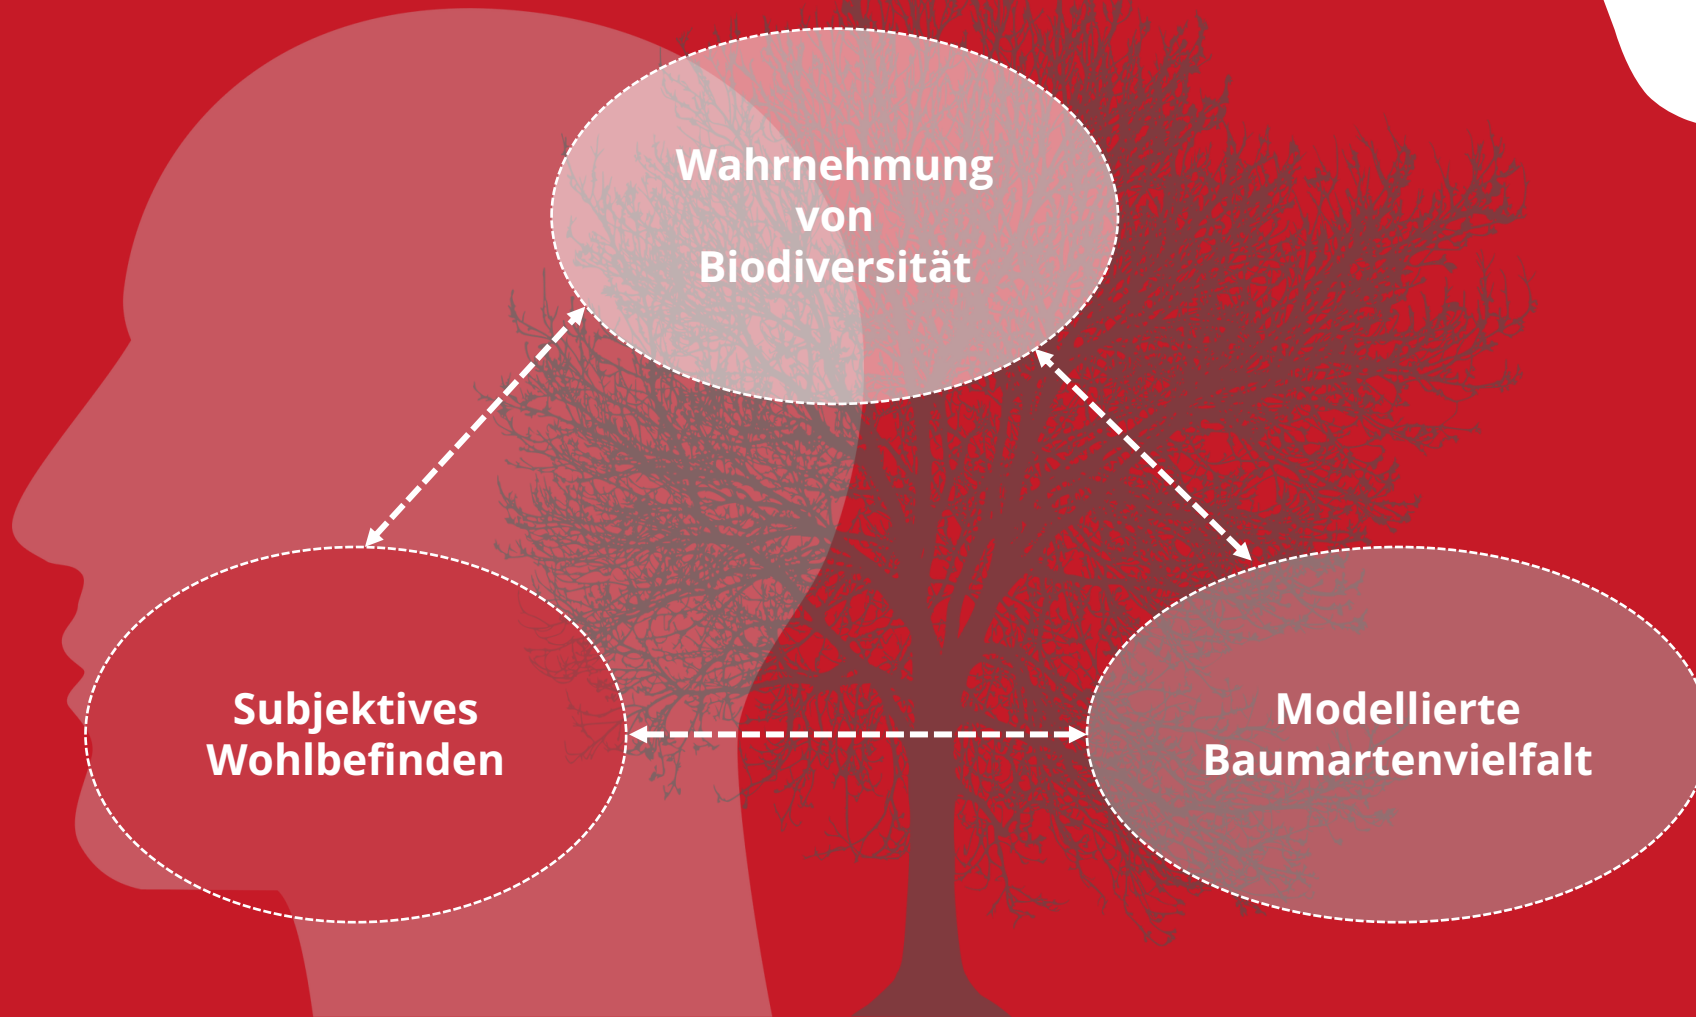 Wahrnehmung
von
Biodiversität
Subjektives
Wohlbefinden
Modellierte
Baumartenvielfalt